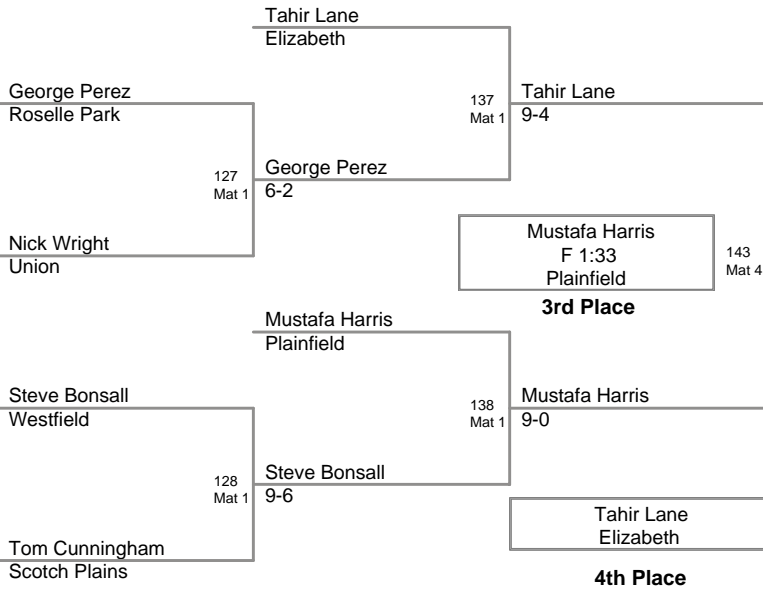 Tahir Lane
Elizabeth
George Perez
Roselle Park
137
Mat 1
Tahir Lane
9-4
127
Mat 1
George Perez
6-2
Nick Wright
Union
Mustafa Harris
F 1:33
Plainfield
143
Mat 4
3rd Place
Mustafa Harris
Plainfield
Steve Bonsall
Westfield
138
Mat 1
Mustafa Harris
9-0
128
Mat 1
Steve Bonsall
9-6
Tahir Lane
Elizabeth
Tom Cunningham
Scotch Plains
4th Place